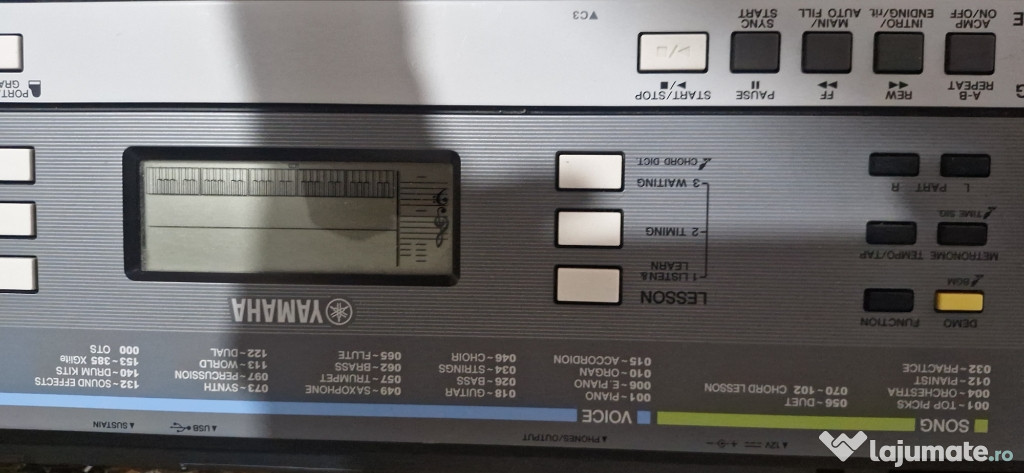 12V
PHONES/OUTPUT
USB
SUSTAIN
SONG
001~TOP PICKS
004~ORCHESTRA
012~PIANIST
032~PRACTICE
056~DUET
070~102 CHORD LESSON
VOICE
001~PIANO
006~E.PIANO
010~ORGAN
015~ACCORDION
018~GUITAR
026~BASS
034~STRINGS
046~CHOIR
049~SAXOPHONE
057~TRUMPET
062~BRASS
065~FLUTE
073~SYNTH
097~PERCUSSION
113~WORLD
122~DUAL
132~SOUND EFFECTS
140~DRUM KITS
153~385 XGlite
000 OTS
DEMO
FUNCTION
BGM
METRONOME
TEMPO/TAP
TIME SIG.
L PART R
LESSON
1 LISTEN &
LEARN
2 TIMING
3 WAITING
CHORD DICT.
YAMAHA
A-B
REPEAT
REW
FF
PAUSE
START/STOP
ACMP
ON/OFF
INTRO/
ENDING/rit.
MAIN/
AUTO FILL
SYNC
START
C3
lajumate.ro